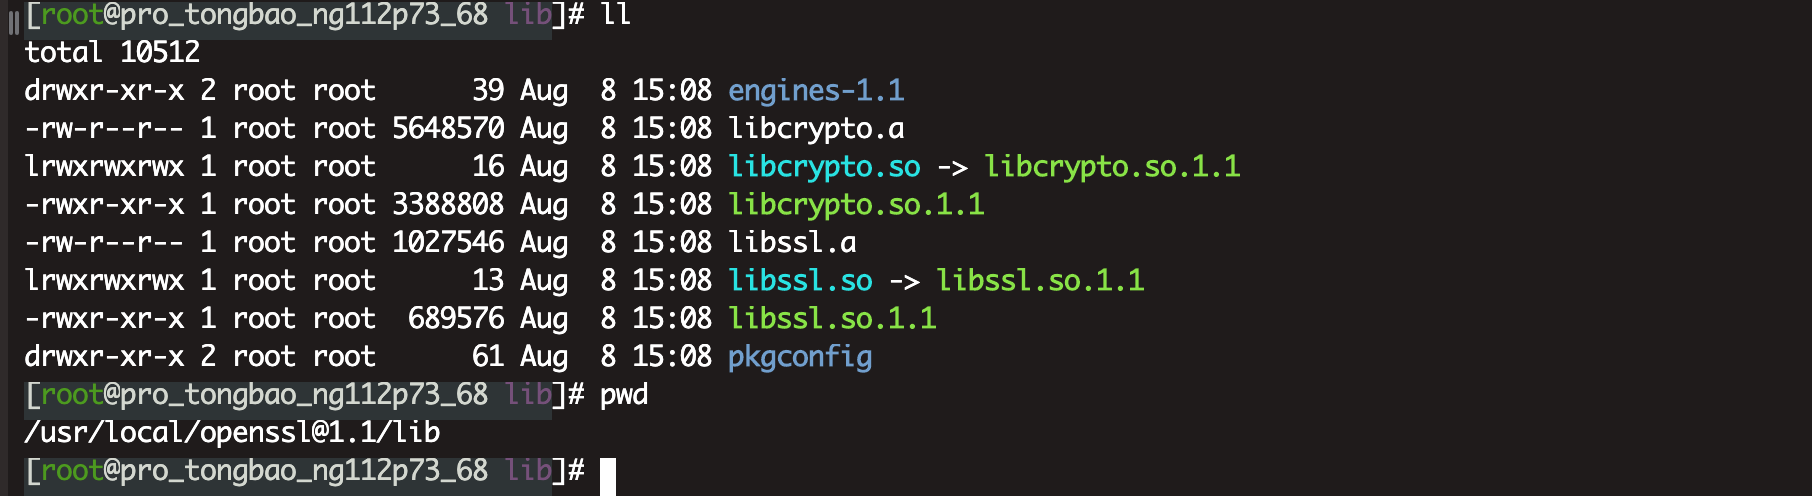 [root@pro_tongbao_ng112p73_68 lib]# ll
total 10512
drwxr-xr-x 2 root root      39 Aug  8 15:08 engines-1.1
-rw-r--r-- 1 root root 5648570 Aug  8 15:08 libcrypto.a
lrwxrwxrwx 1 root root      16 Aug  8 15:08 libcrypto.so -> libcrypto.so.1.1
-rwxr-xr-x 1 root root 3388808 Aug  8 15:08 libcrypto.so.1.1
-rw-r--r-- 1 root root 1027546 Aug  8 15:08 libssl.a
lrwxrwxrwx 1 root root      13 Aug  8 15:08 libssl.so -> libssl.so.1.1
-rwxr-xr-x 1 root root  689576 Aug  8 15:08 libssl.so.1.1
drwxr-xr-x 2 root root      61 Aug  8 15:08 pkgconfig
[root@pro_tongbao_ng112p73_68 lib]# pwd
/usr/local/openssl@1.1/lib
[root@pro_tongbao_ng112p73_68 lib]#